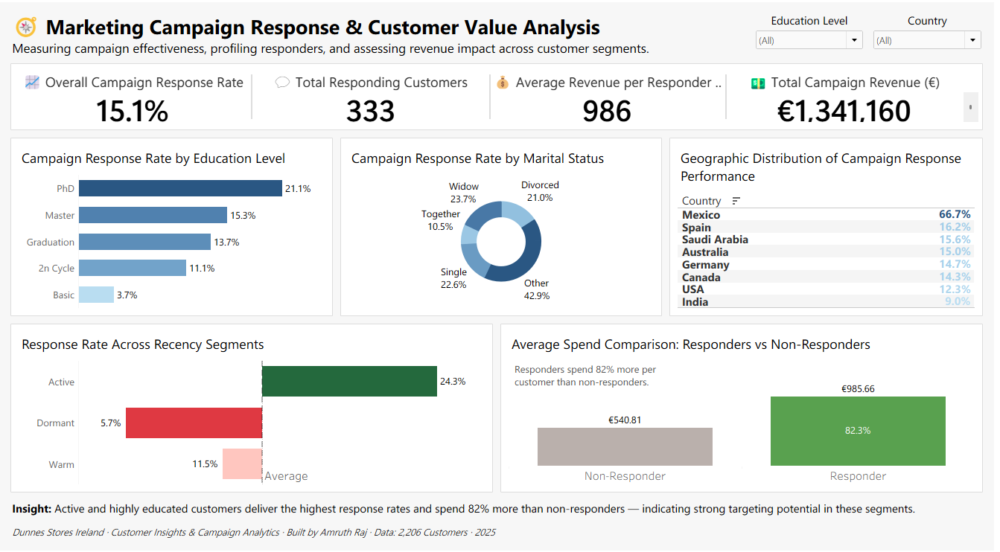 Marketing Campaign Response & Customer Value Analysis
Measuring campaign effectiveness, profiling responders, and assessing revenue impact across customer segments.
Education Level
(All)
Country
(All)
Overall Campaign Response Rate
15.1%
Total Responding Customers
333
Average Revenue per Responder ..
986
Total Campaign Revenue (€)
€1,341,160
Campaign Response Rate by Education Level
PhD 21.1%
Master 15.3%
Graduation 13.7%
2n Cycle 11.1%
Basic 3.7%
Campaign Response Rate by Marital Status
Widow
23.7%
Divorced
21.0%
Together
10.5%
Single
22.6%
Other
42.9%
Geographic Distribution of Campaign Response
Performance
Country
Mexico 66.7%
Spain 16.2%
Saudi Arabia 15.6%
Australia 15.0%
Germany 14.7%
Canada 14.3%
USA 12.3%
India 9.0%
Response Rate Across Recency Segments
Active 24.3%
Dormant 5.7%
Warm 11.5%
Average
Average Spend Comparison: Responders vs Non-Responders
Responders spend 82% more per
customer than non-responders.
€540.81
€985.66
82.3%
Non-Responder
Responder
Insight: Active and highly educated customers deliver the highest response rates and spend 82% more than non-responders — indicating strong targeting potential in these segments.
Dunnes Stores Ireland · Customer Insights & Campaign Analytics · Built by Amruth Raj · Data: 2,206 Customers · 2025